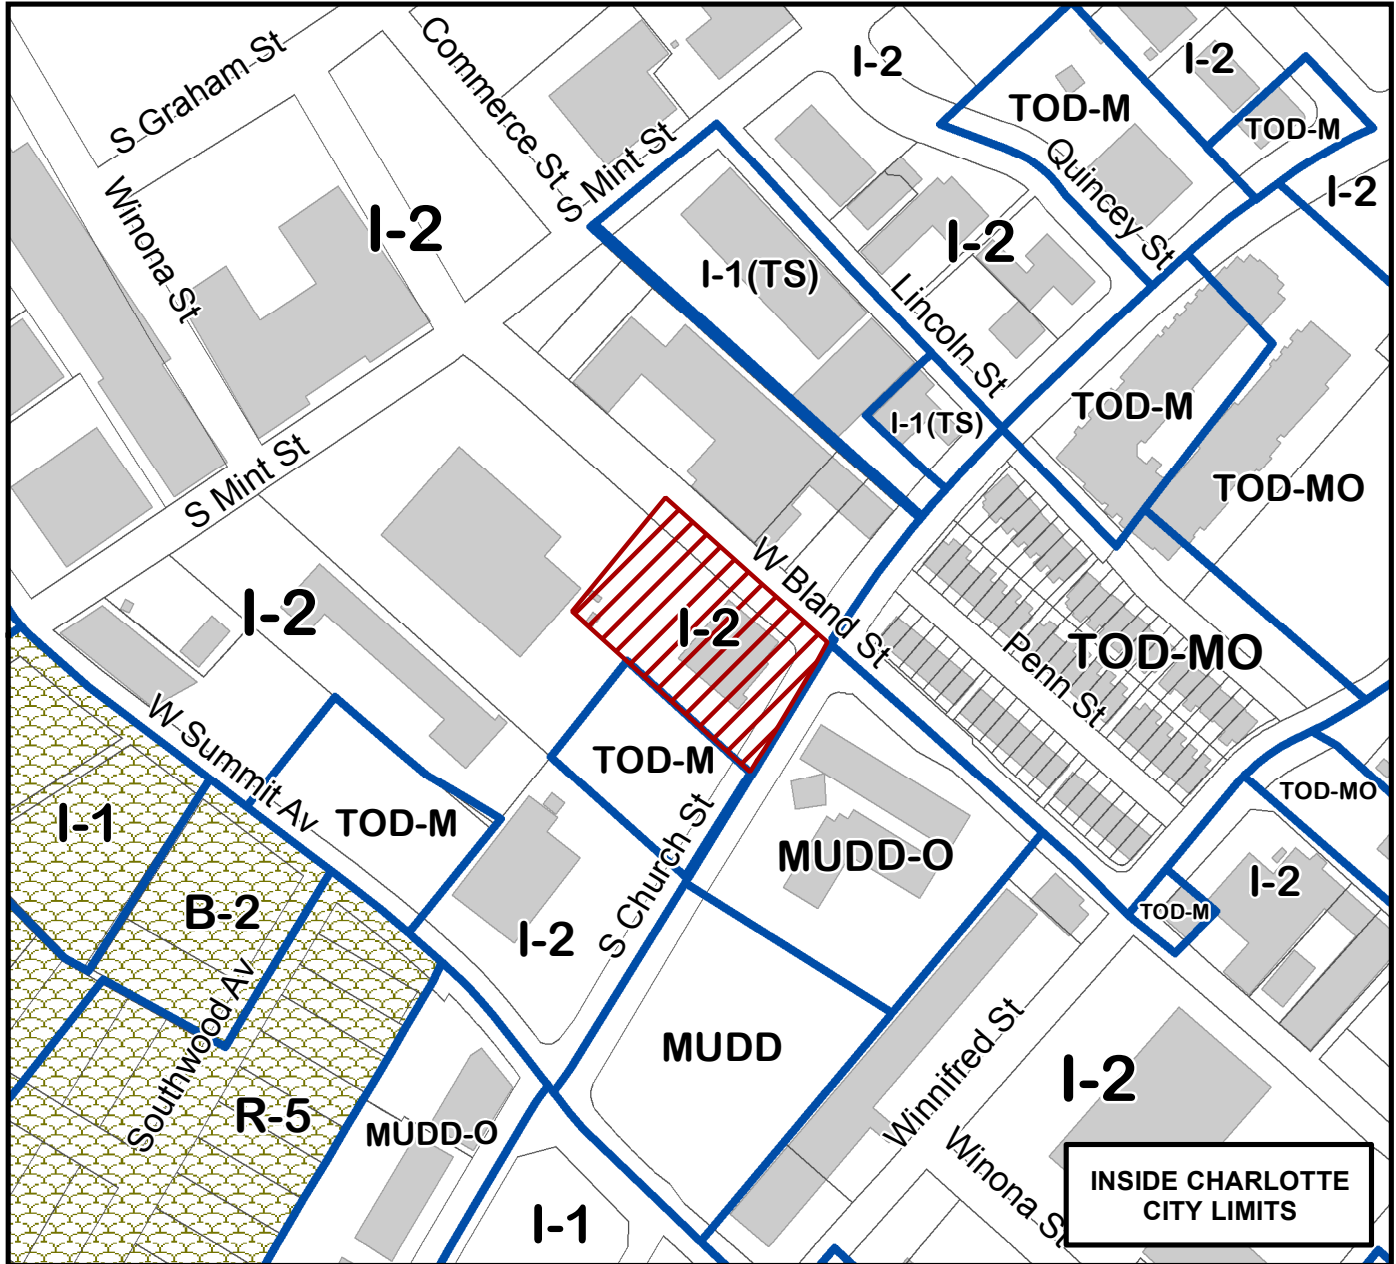 S Graham St
Commerce St
I-2
I-2
TOD-M
TOD-M
S Mint St
Quincey St
I-2
Winona St
I-2
I-2
I-1(TS)
Lincoln St
TOD-M
I-1(TS)
S Mint St
TOD-MO
W Bland St
I-2
I-2
Penn St
TOD-MO
W Summit Av
TOD-M
TOD-MO
I-1
TOD-M
S Church St
MUDD-O
B-2
I-2
I-2
TOD-M
Southwood Av
MUDD
Winnifred St
I-2
R-5
MUDD-O
Winona St
I-1
INSIDE CHARLOTTE
CITY LIMITS